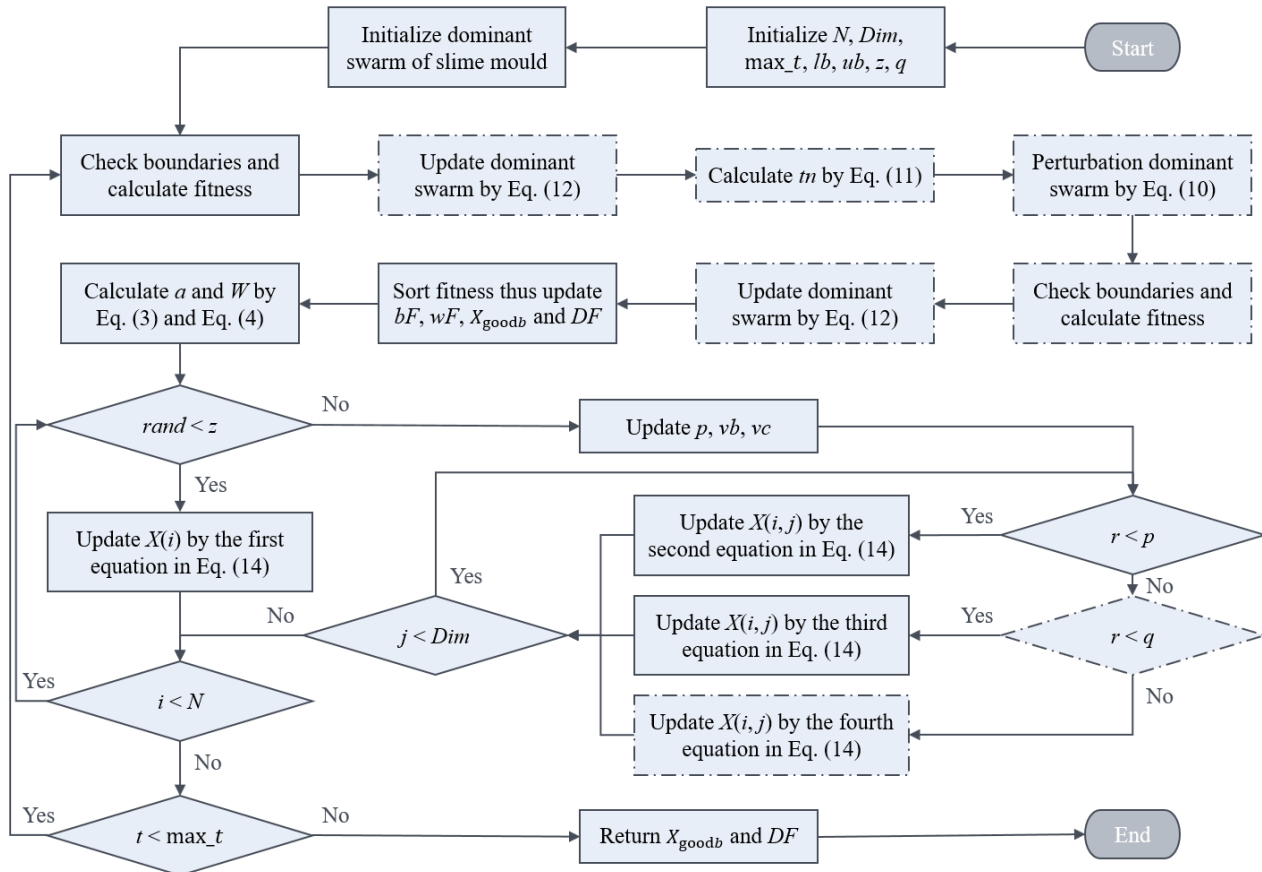 Initialize dominant
swarm of slime mould
Initialize N, Dim,
max_t, lb, ub, z, q
Start
Check boundaries and
calculate fitness
Update dominant
swarm by Eq. (12)
Calculate tn by Eq. (11)
Perturbation dominant
swarm by Eq. (10)
Calculate a and W by
Eq. (3) and Eq. (4)
Sort fitness thus update
bF, wF, X_goodb and DF
Update dominant
swarm by Eq. (12)
Check boundaries and
calculate fitness
rand < z
No
Update p, vb, vc
Yes
Update X(i) by the first
equation in Eq. (14)
Update X(i, j) by the
second equation in Eq. (14)
Yes
r < p
No
Yes
No
j < Dim
Update X(i, j) by the third
equation in Eq. (14)
Yes
r < q
Yes
i < N
Update X(i, j) by the fourth
equation in Eq. (14)
No
No
Yes
t < max_t
No
Return X_goodb and DF
End